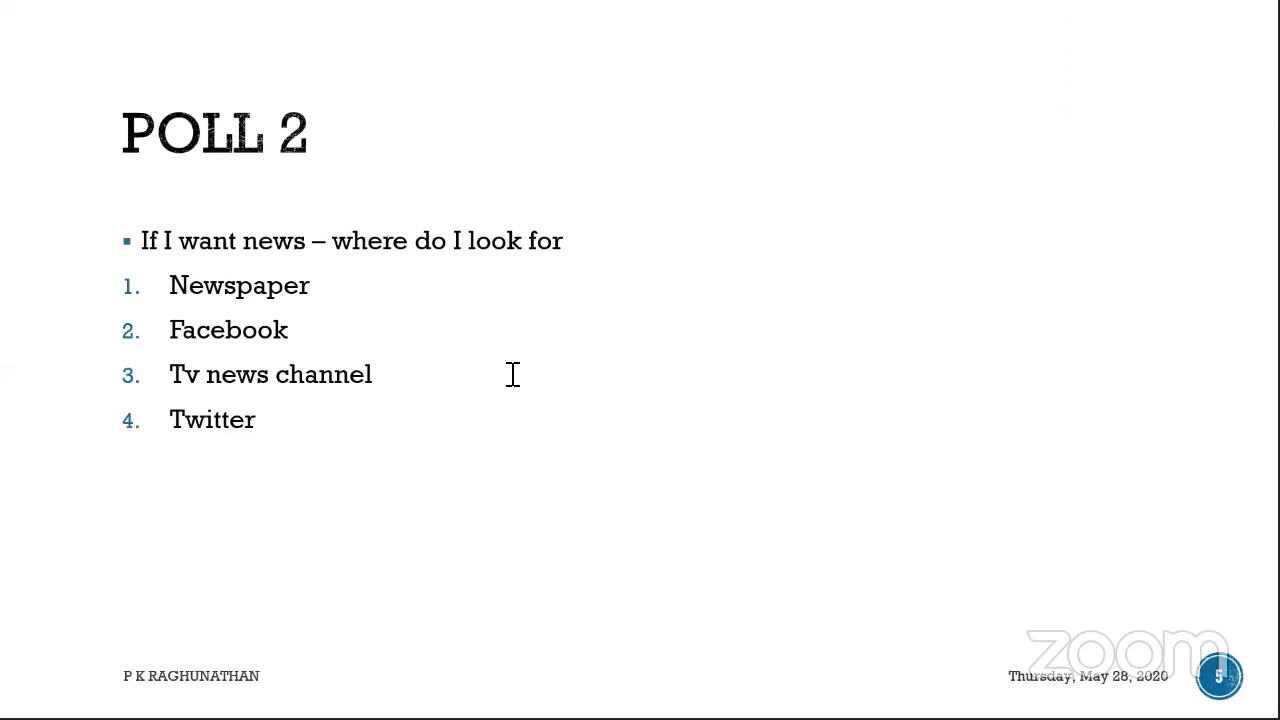 POLL 2
▪ If I want news – where do I look for
1. Newspaper
2. Facebook
3. Tv news channel
4. Twitter
zoom
P K RAGHUNATHAN
Thursday, May 28, 2020
5